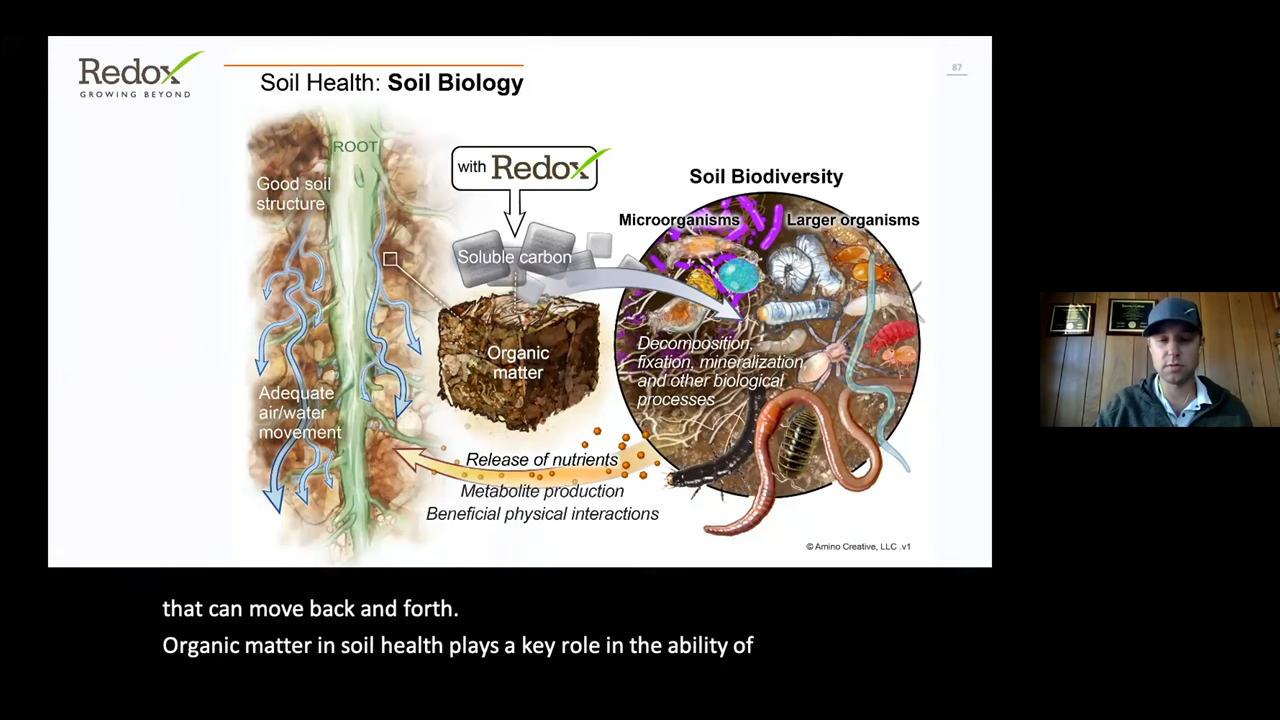 Redox
GROWING BEYOND
Soil Health: Soil Biology
87
ROOT
Good soil
structure
with Redox
Soluble carbon
Organic
matter
Soil Biodiversity
Microorganisms
Larger organisms
Decomposition,
fixation, mineralization,
and other biological
processes
Adequate
air/water
movement
Release of nutrients
Metabolite production
Beneficial physical interactions
© Amino Creative, LLC .v1
that can move back and forth.
Organic matter in soil health plays a key role in the ability of